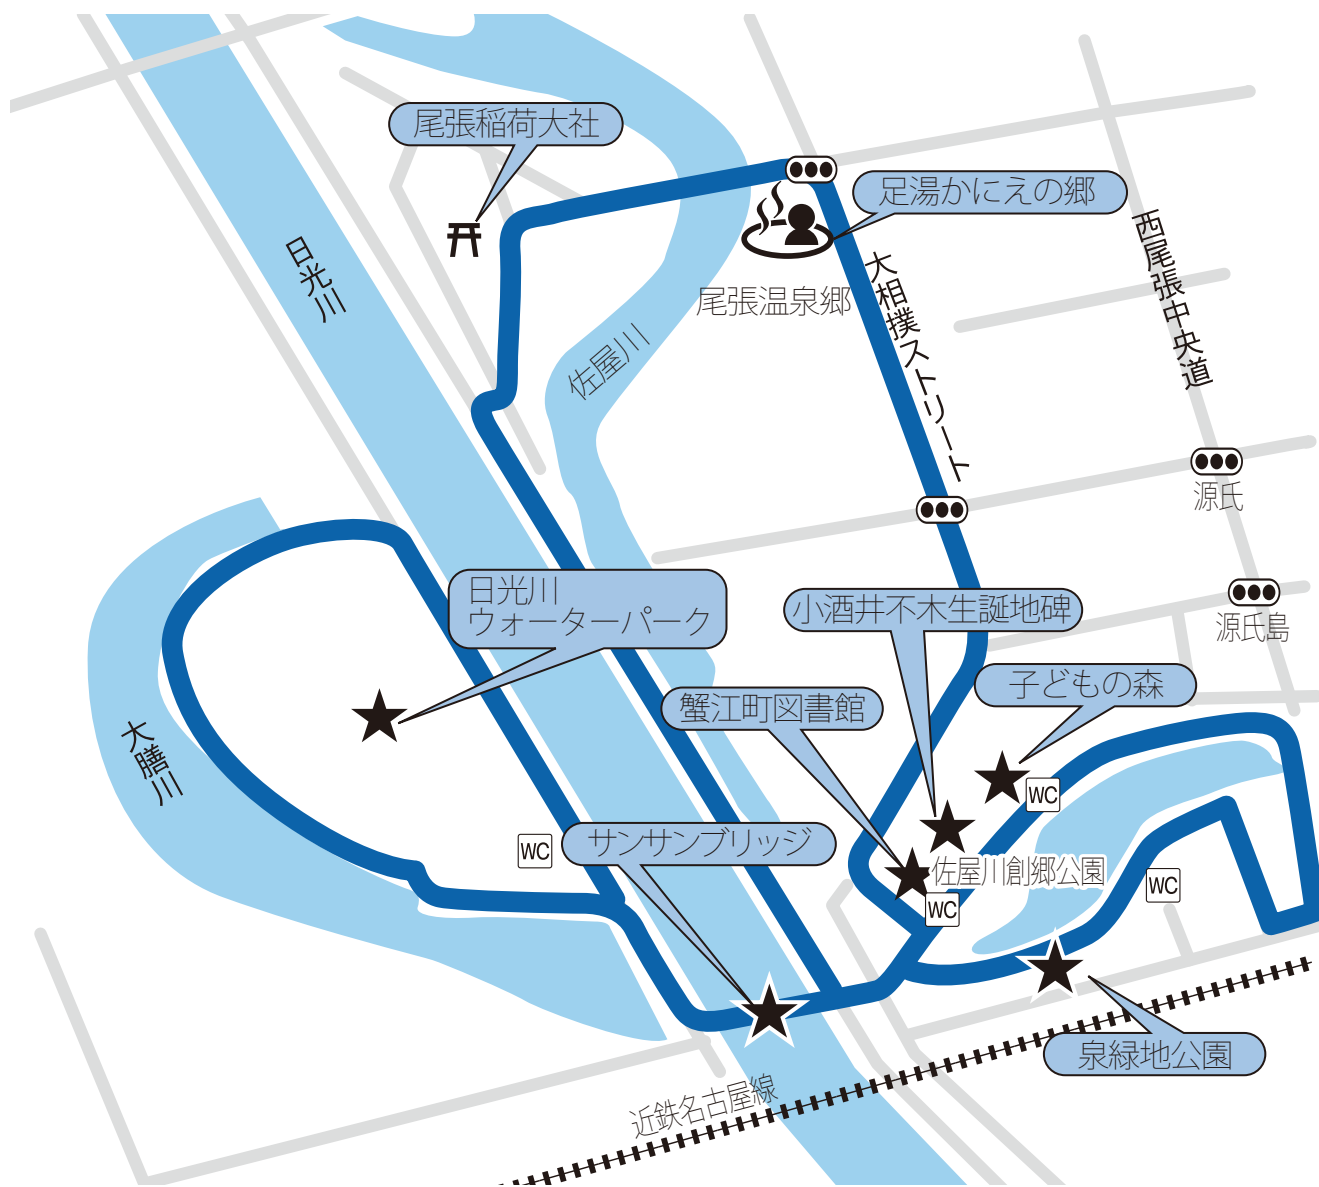 尾張稲荷大社
足湯かにえの郷
西尾張中央道
日光川
大相撲ストリート
尾張温泉郷
佐屋川
源氏
日光川
ウォーターパーク
小酒井不木生誕地碑
源氏島
子どもの森
蟹江町図書館
大膳川
WC
サンサンブリッジ
WC
佐屋川創郷公園
WC
WC
泉緑地公園
近鉄名古屋線